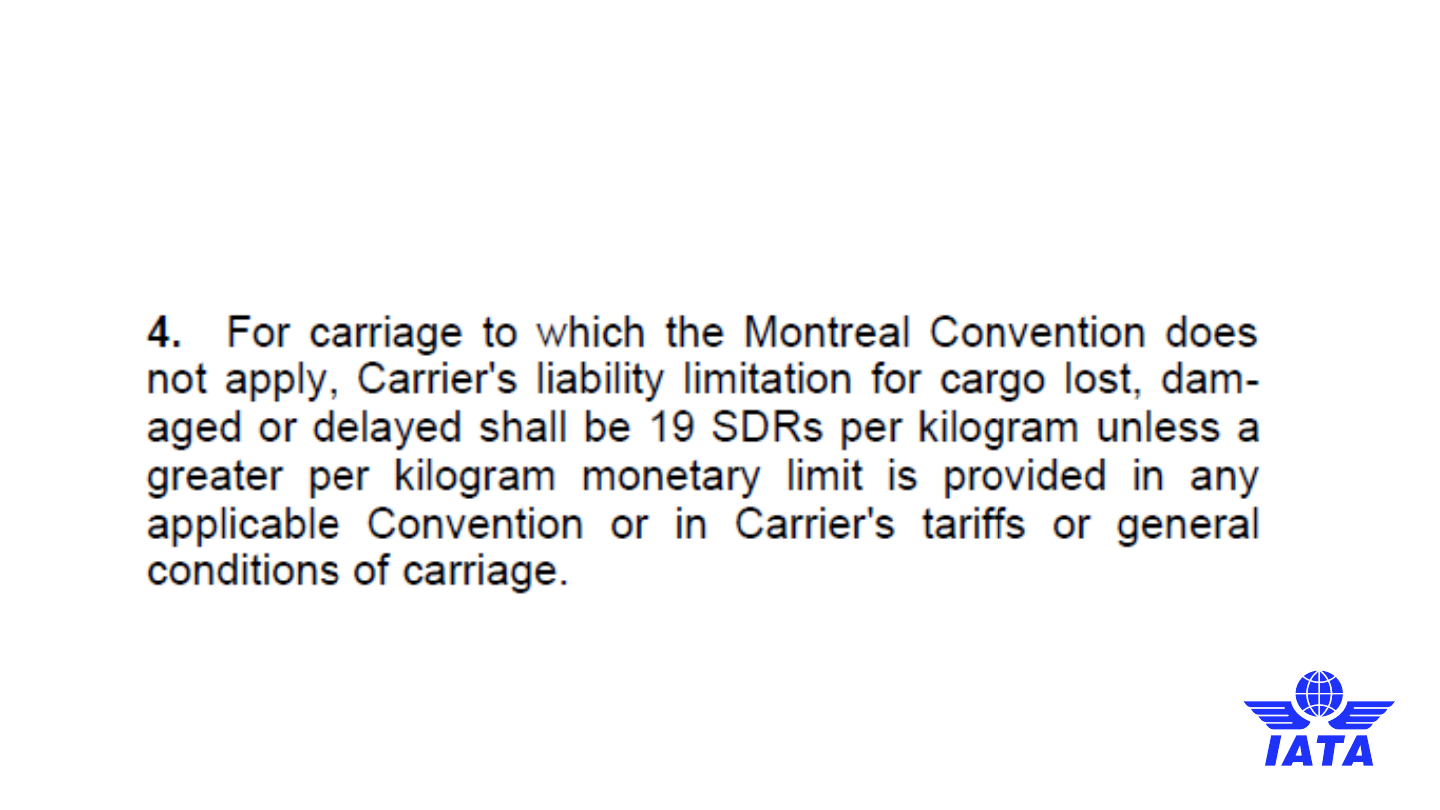 4. For carriage to which the Montreal Convention does
not apply, Carrier's liability limitation for cargo lost, dam-
aged or delayed shall be 19 SDRs per kilogram unless a
greater per kilogram monetary limit is provided in any
applicable Convention or in Carrier's tariffs or general
conditions of carriage.
IATA